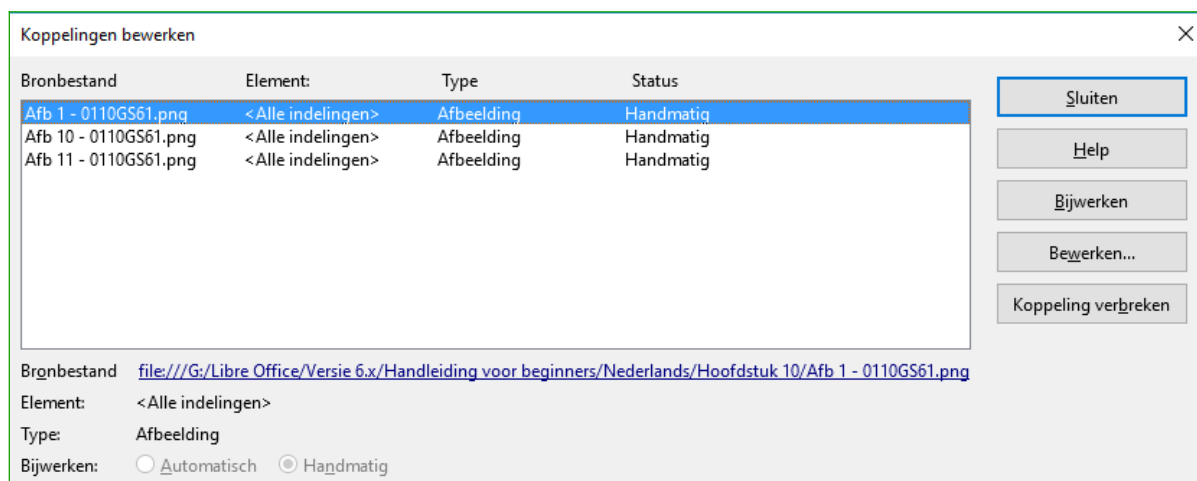 Koppelingen bewerken
Bronbestand Element: Type Status
Afb 1 - 0110GS61.png <Alle indelingen> Afbeelding Handmatig
Afb 10 - 0110GS61.png <Alle indelingen> Afbeelding Handmatig
Afb 11 - 0110GS61.png <Alle indelingen> Afbeelding Handmatig
Sluiten
Help
Bijwerken
Bewerken...
Koppeling verbreken
Bronbestand file:///G:/Libre Office/Versie 6.x/Handleiding voor beginners/Nederlands/Hoofdstuk 10/Afb 1 - 0110GS61.png
Element: <Alle indelingen>
Type: Afbeelding
Bijwerken: Automatisch Handmatig